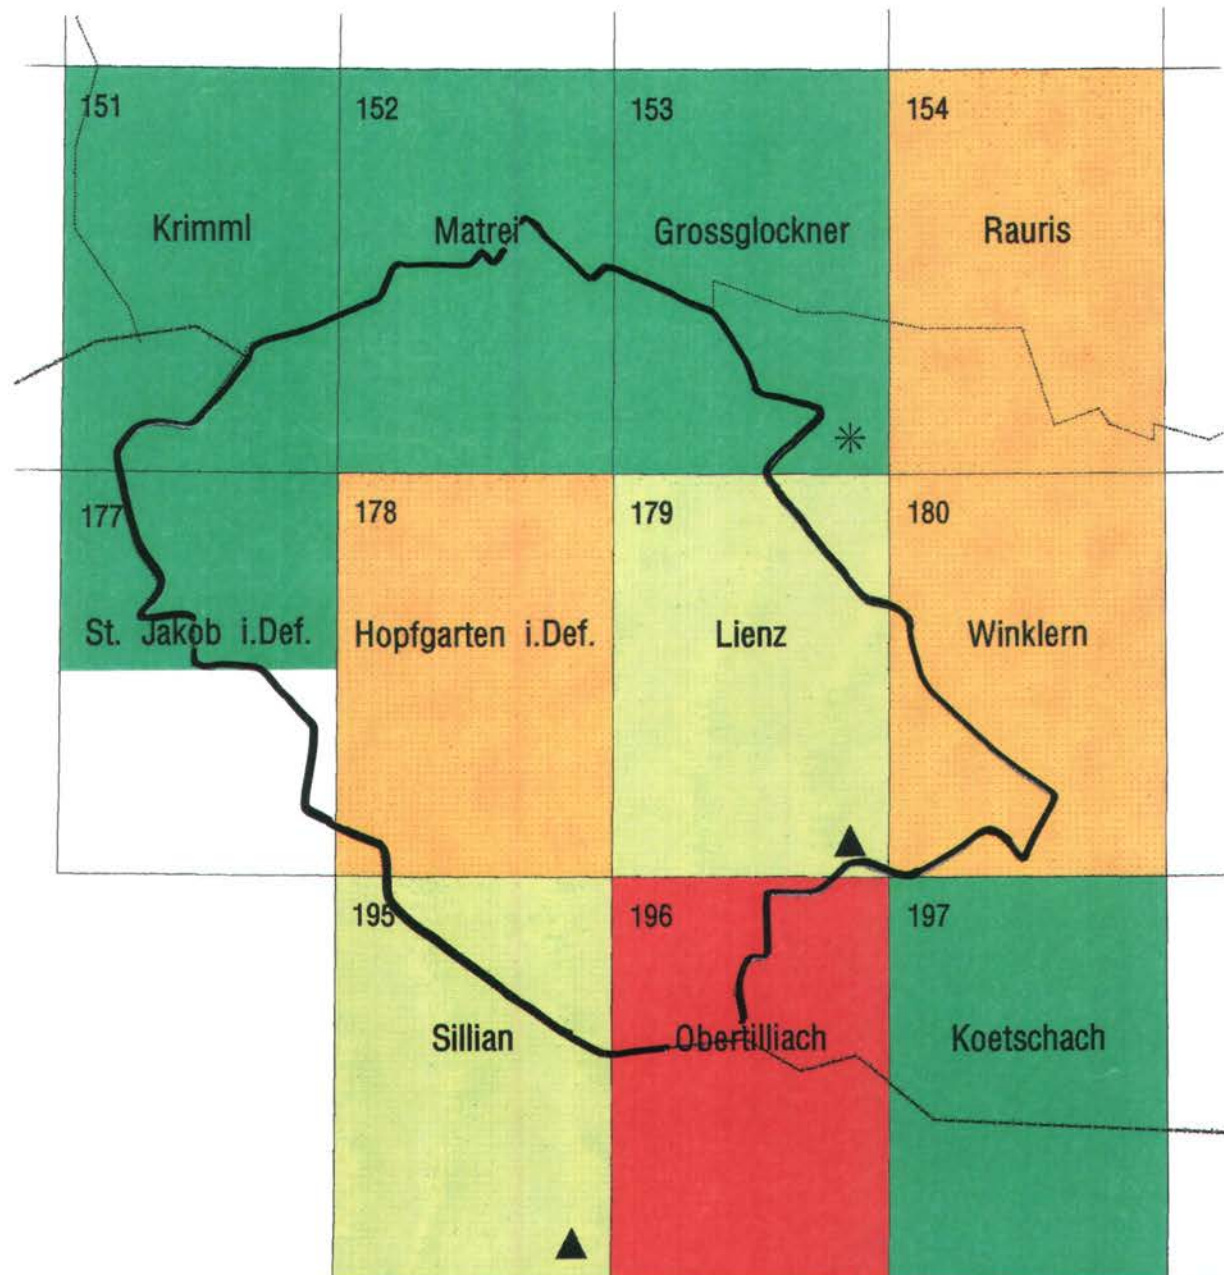 151
152
153
154
Krimml
Matrei
Grossglockner
Rauris
177
178
179
180
St. Jakob i.Def.
Hopfgarten i.Def.
Lienz
Winklern
195
196
197
Sillian
Obertilliach
Koetschach